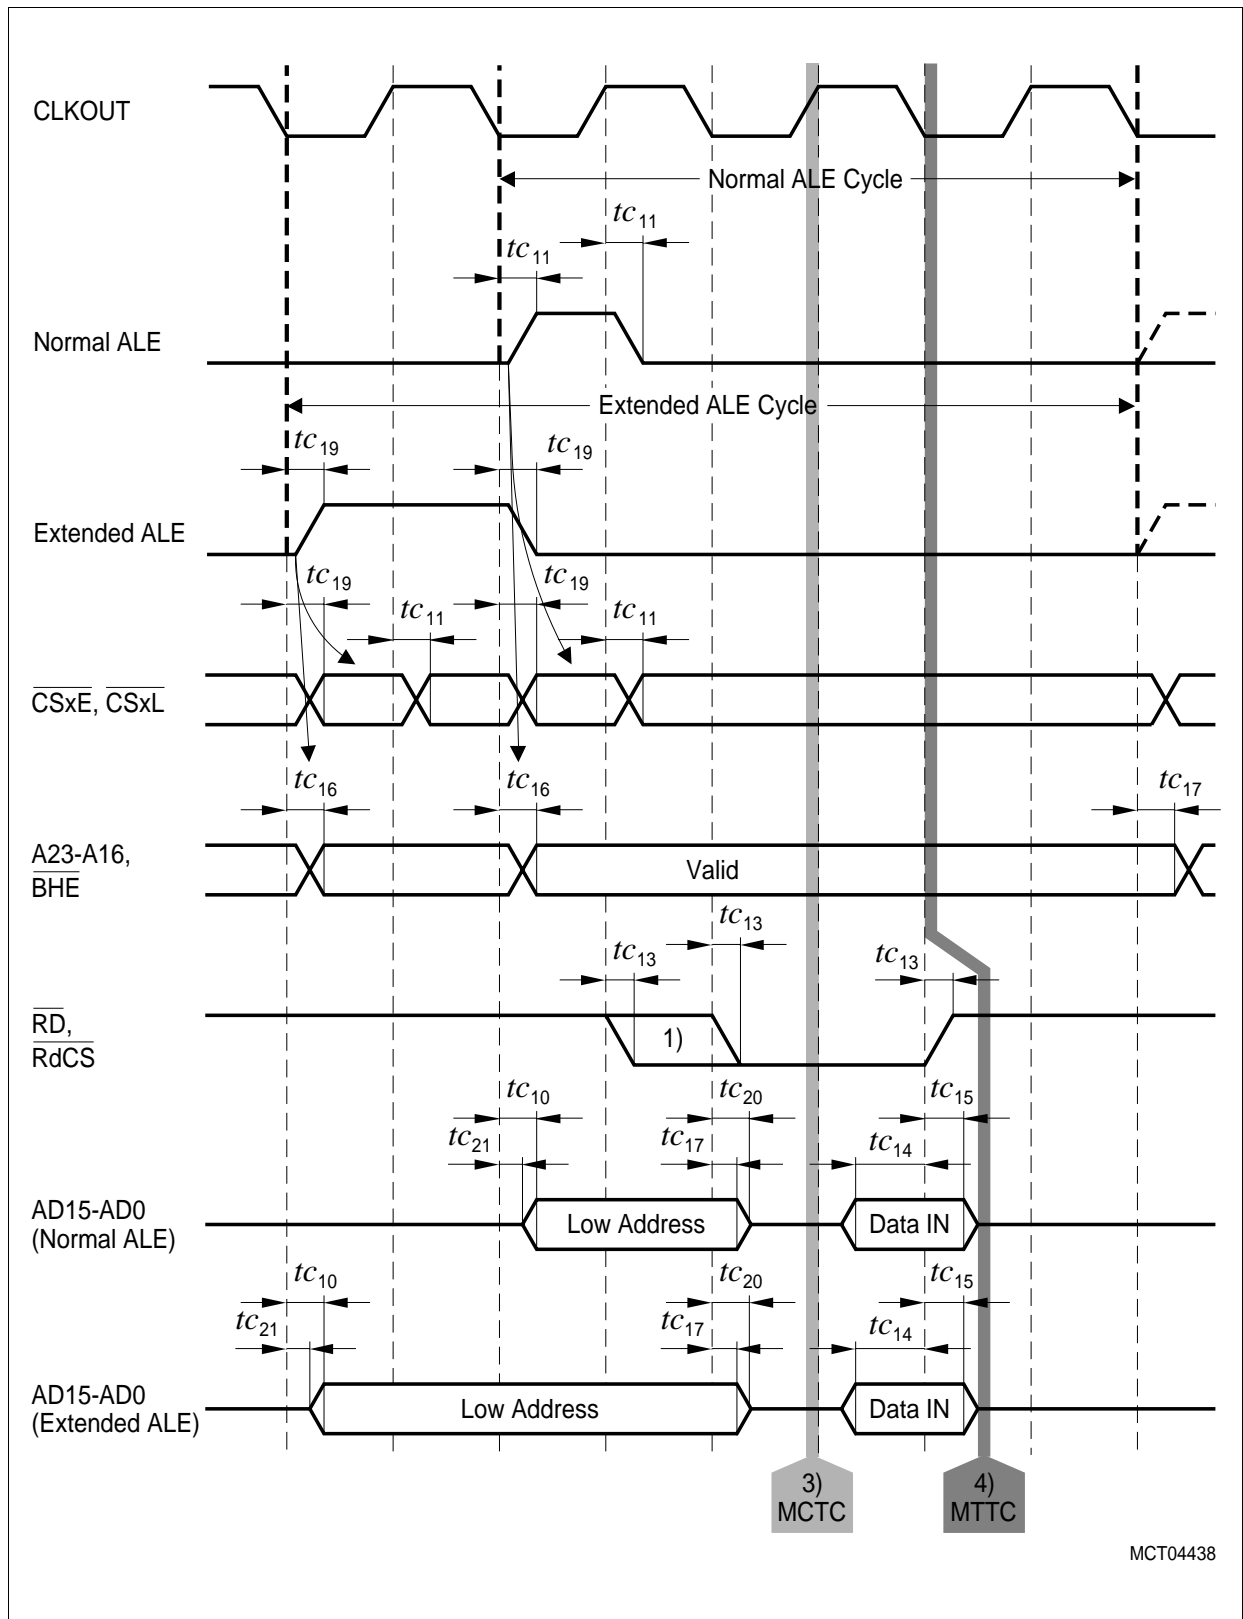 CLKOUT
Normal ALE Cycle
tc11
tc11
Normal ALE
Extended ALE Cycle
tc19
tc19
Extended ALE
tc19
tc19
tc11
tc11
CSxE, CSxL
tc16
tc16
tc17
A23-A16,
BHE
Valid
tc13
tc13
tc13
RD,
RdCS
1)
tc10
tc20
tc15
tc21
tc17
tc14
AD15-AD0
(Normal ALE)
Low Address
Data IN
tc10
tc20
tc15
tc21
tc17
tc14
AD15-AD0
(Extended ALE)
Low Address
Data IN
3)
MCTC
4)
MTTC
MCT04438